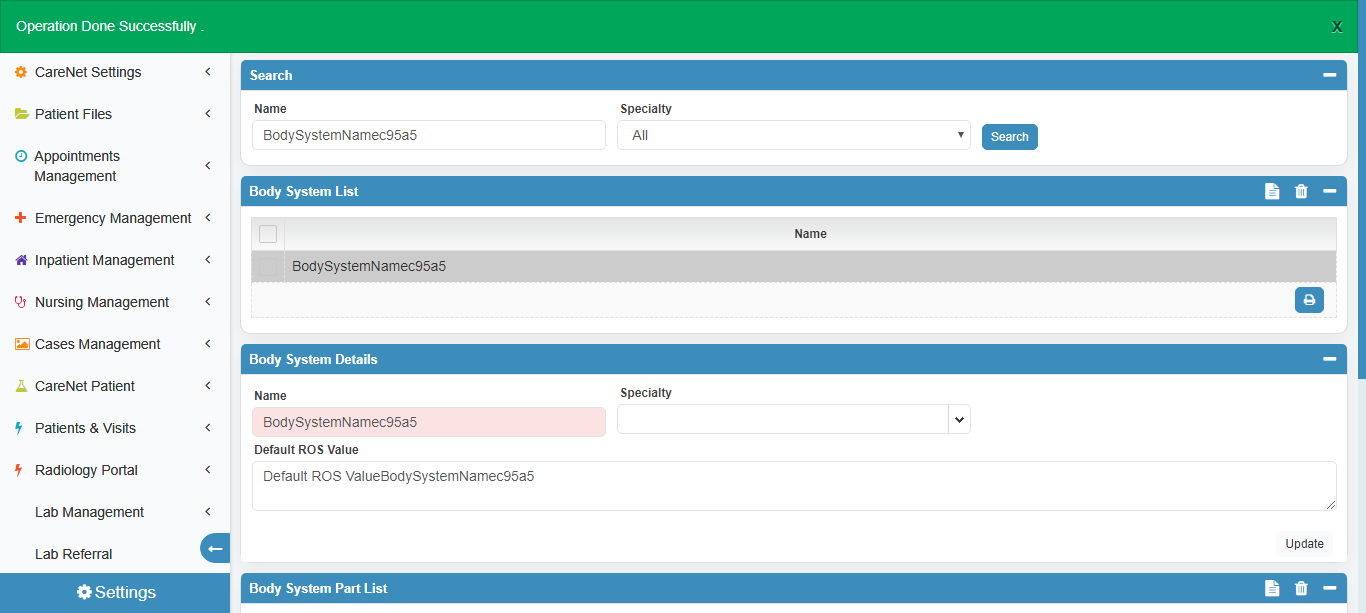 Operation Done Successfully .
X
CareNet Settings
Patient Files
Appointments
Management
Emergency Management
Inpatient Management
Nursing Management
Cases Management
CareNet Patient
Patients & Visits
Radiology Portal
Lab Management
Lab Referral
Settings
Search
Name
Specialty
BodySystemNamec95a5
All
Search
Body System List
Name
BodySystemNamec95a5
Body System Details
Name
Specialty
BodySystemNamec95a5
Default ROS Value
Default ROS ValueBodySystemNamec95a5
Update
Body System Part List